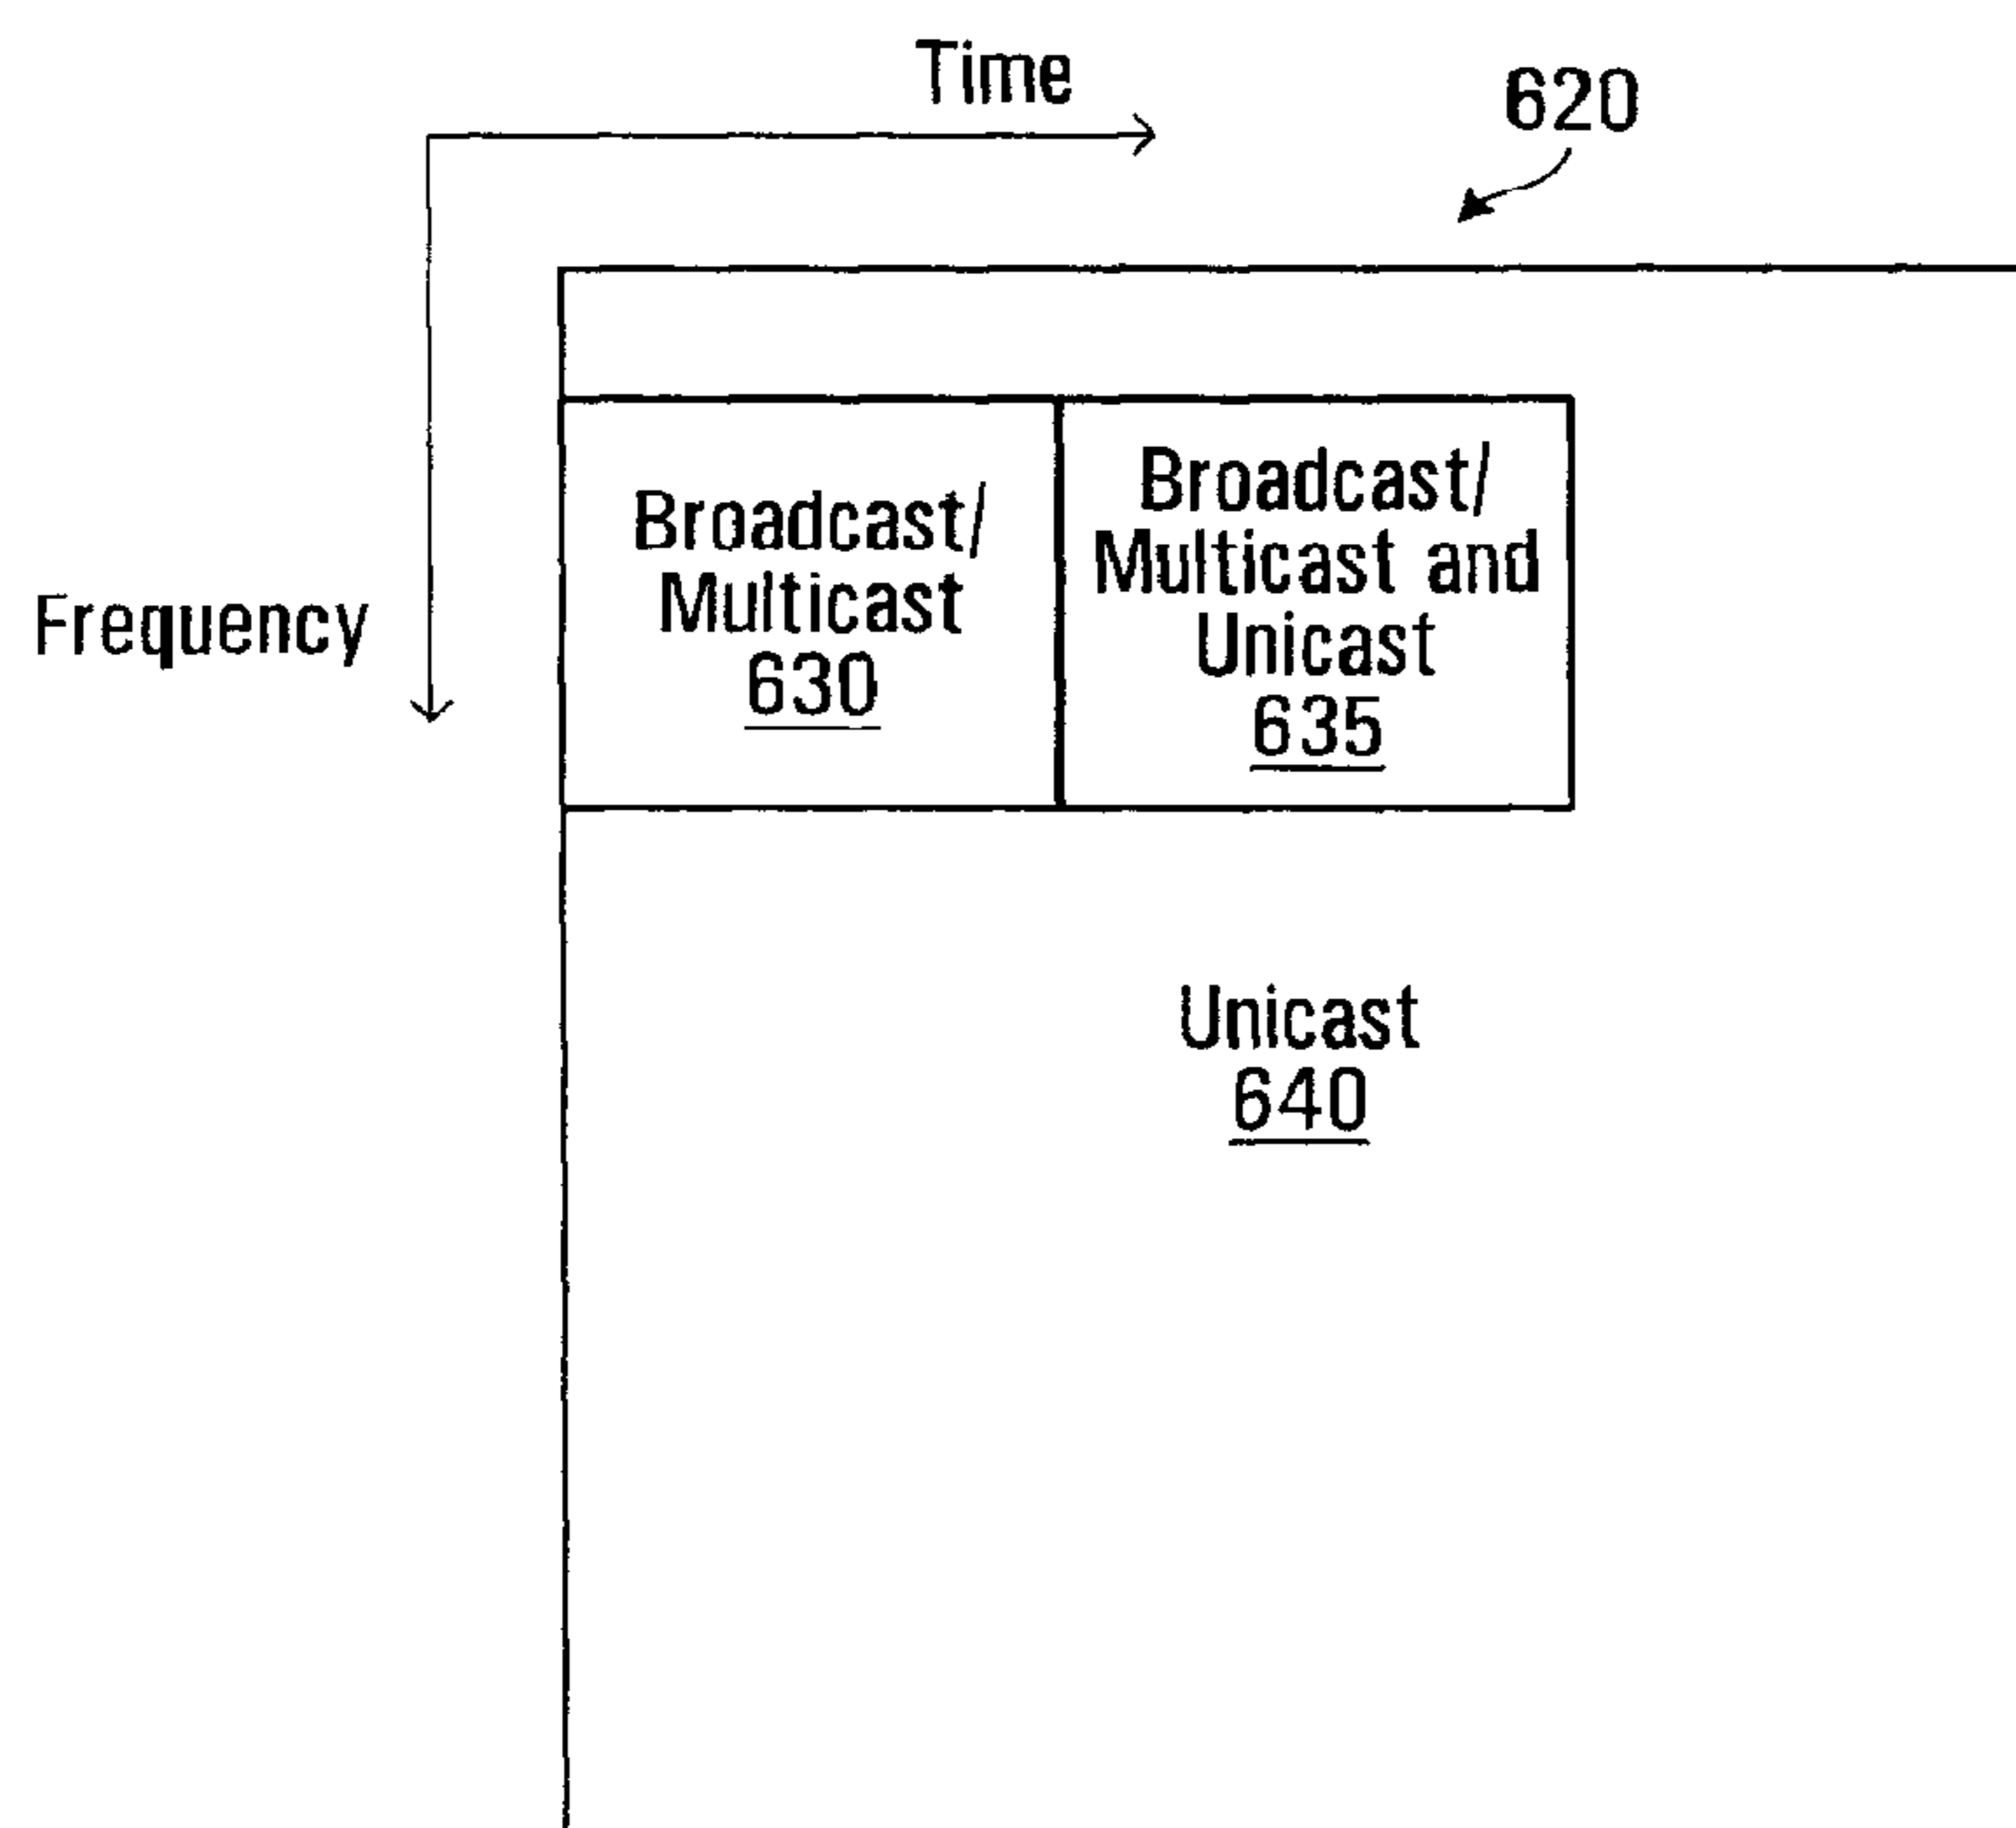 Time
620
Frequency
Broadcast/
Multicast
630
Broadcast/
Multicast and
Unicast
635
Unicast
640